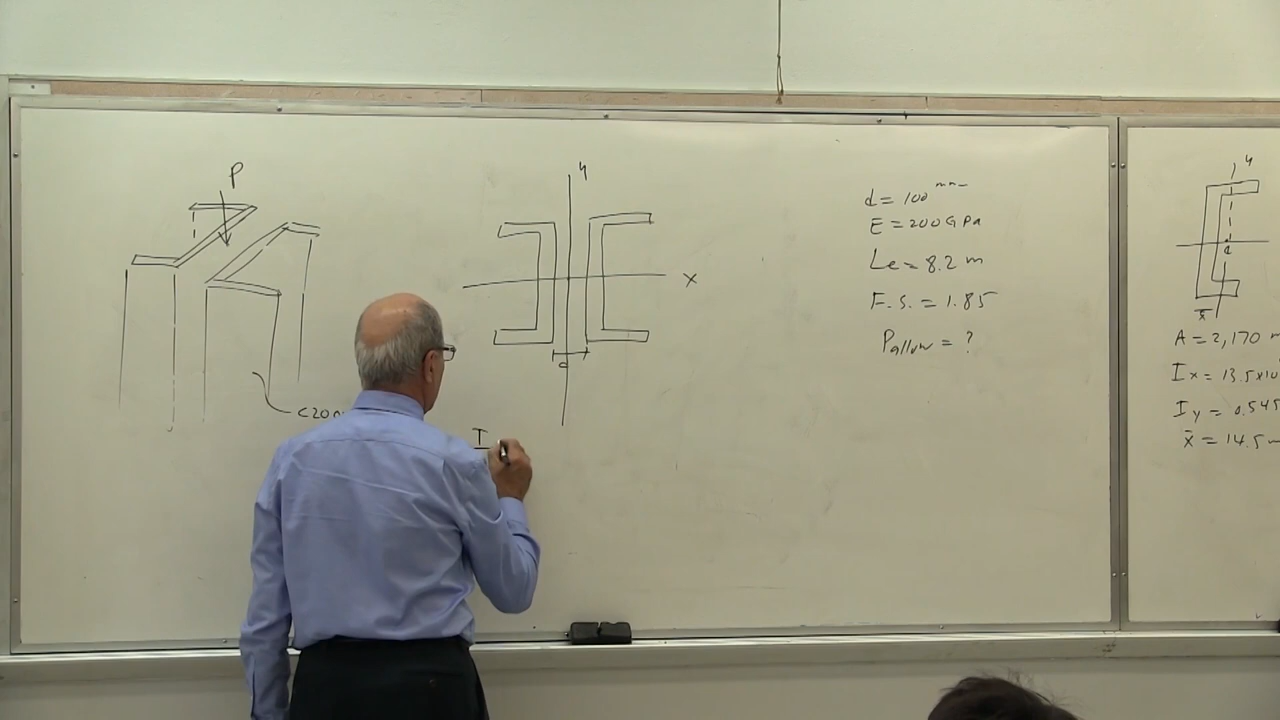 P
C20
y
x
d
I
d = 100 mm
E = 200 GPa
Le = 8.2 m
F.S. = 1.85
Pallow = ?
y
x̄
A = 2,170 m
Ix = 13.5x10
Iy = 0.545
x̄ = 14.5 m